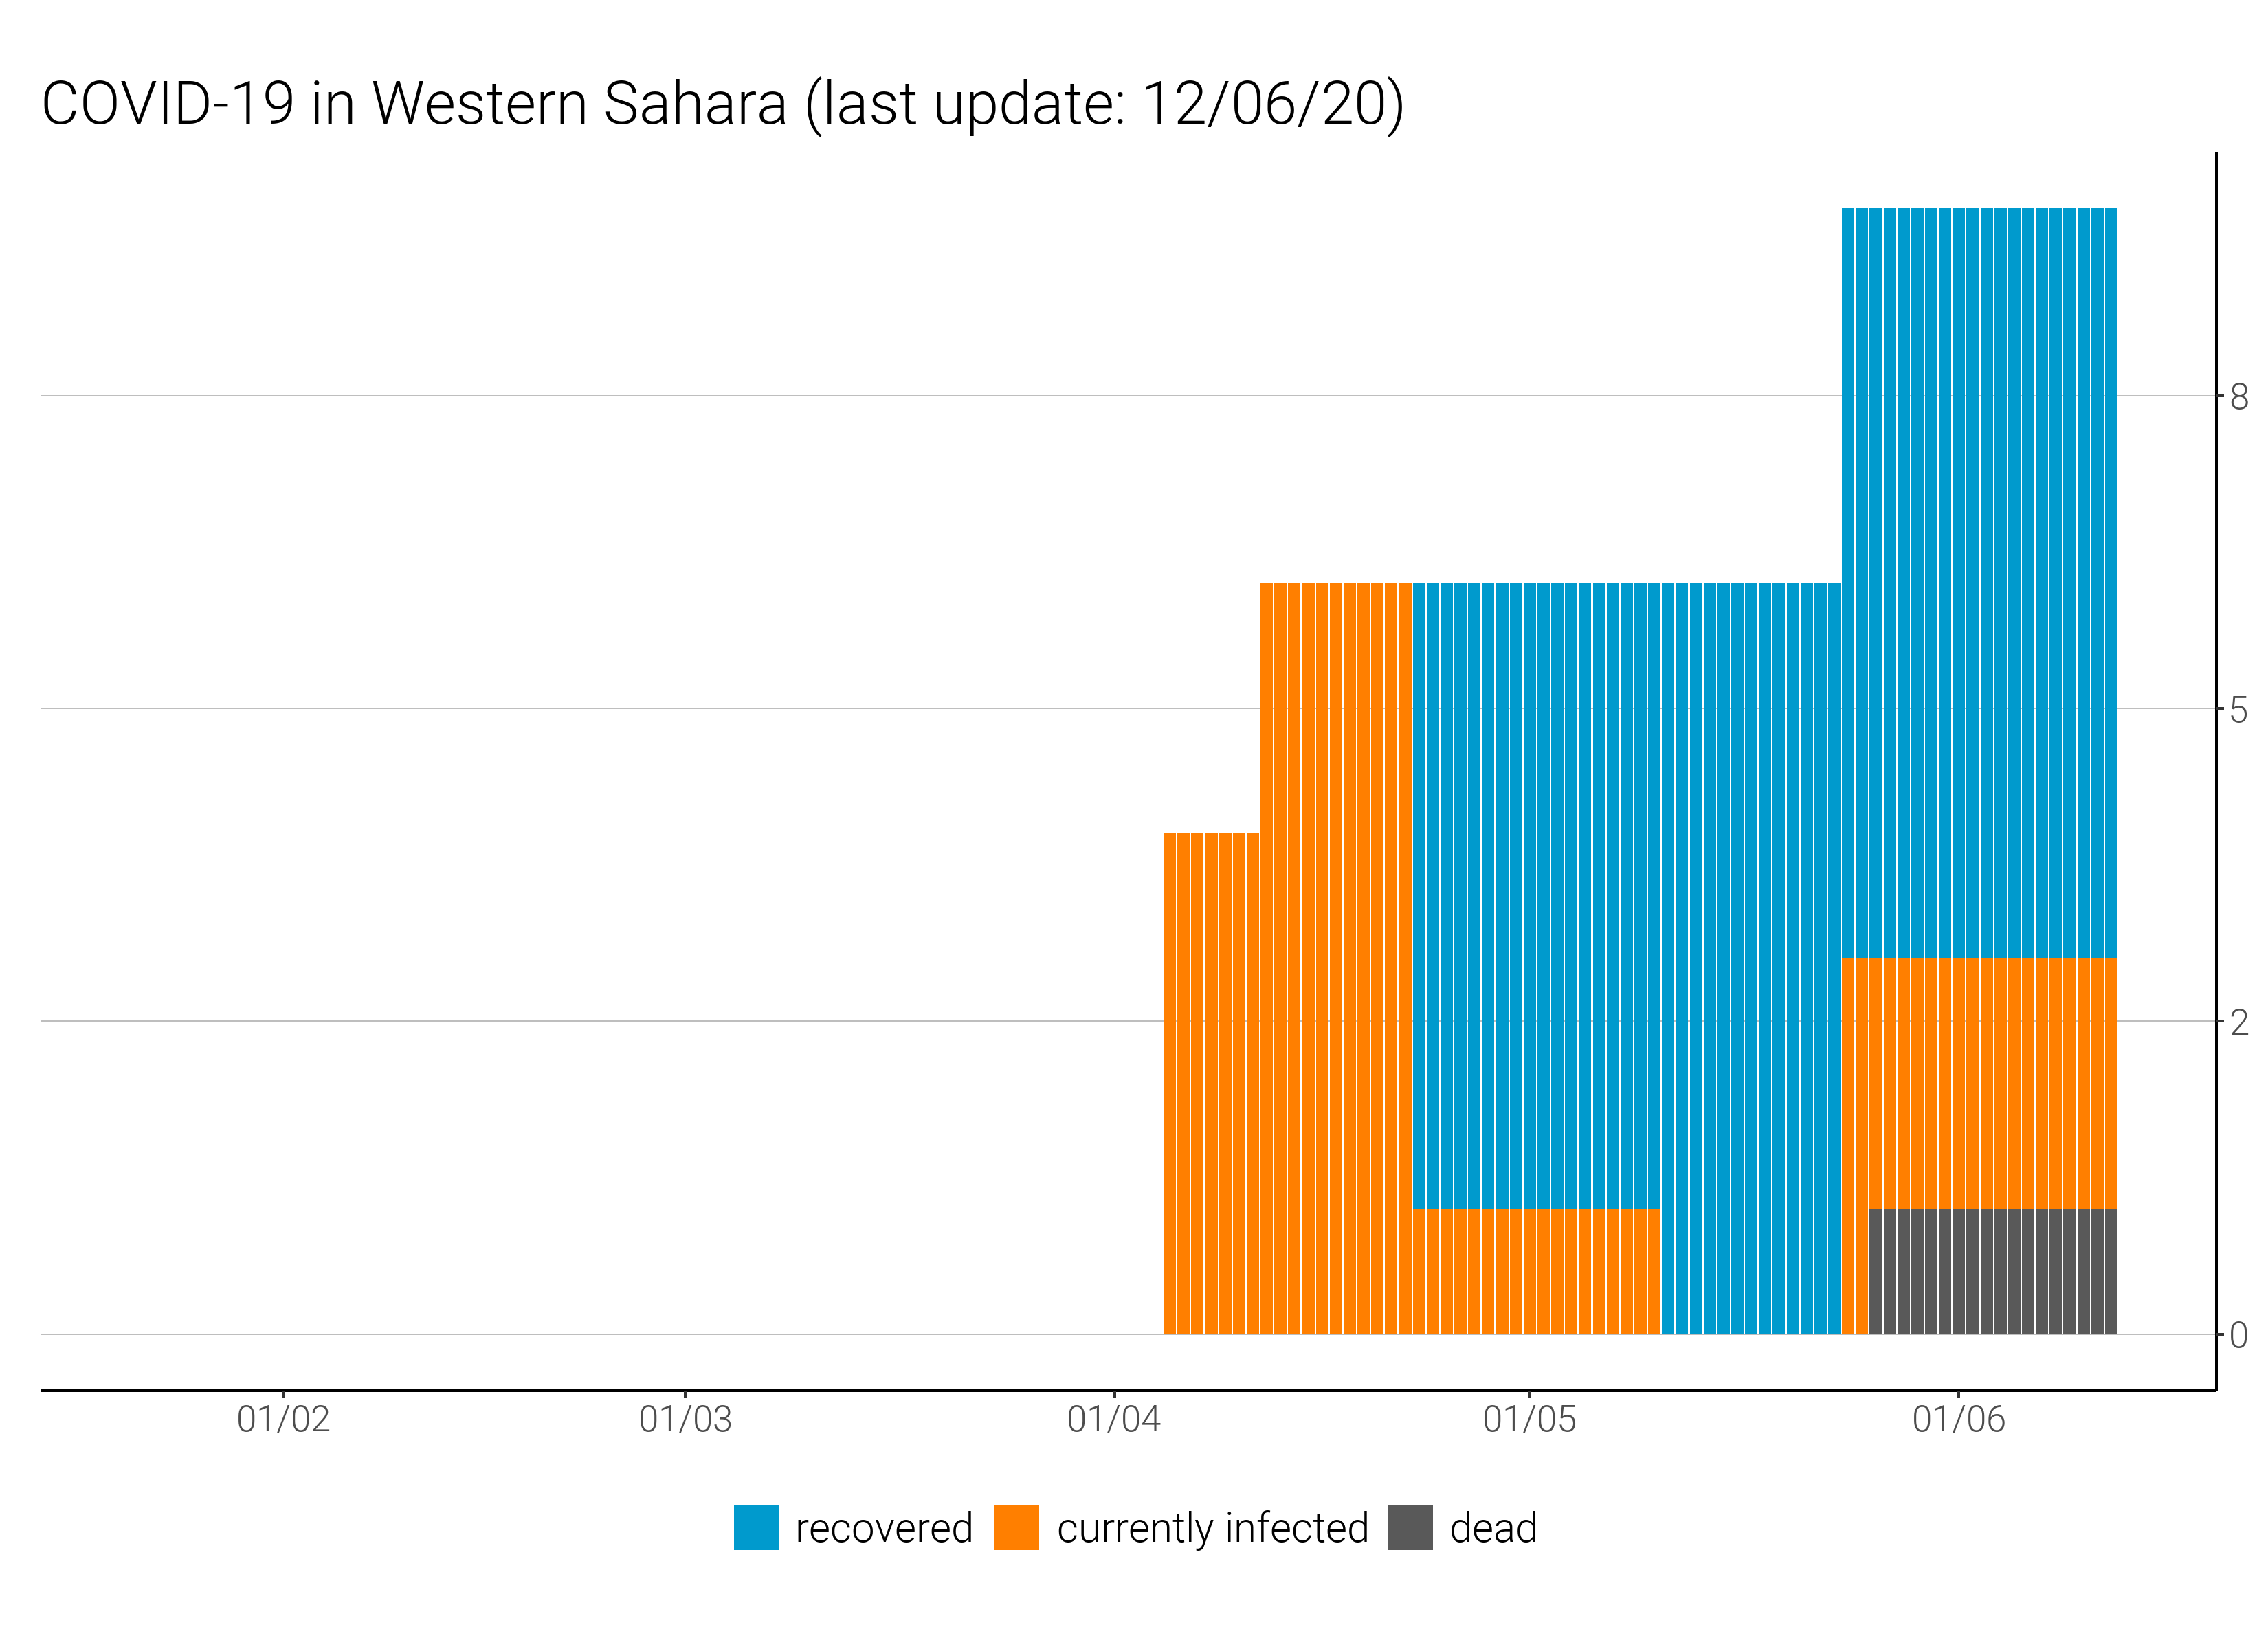 COVID-19 in Western Sahara (last update: 12/06/20)
8
5
2
0
01/02 01/03 01/04 01/05 01/06
recovered currently infected dead